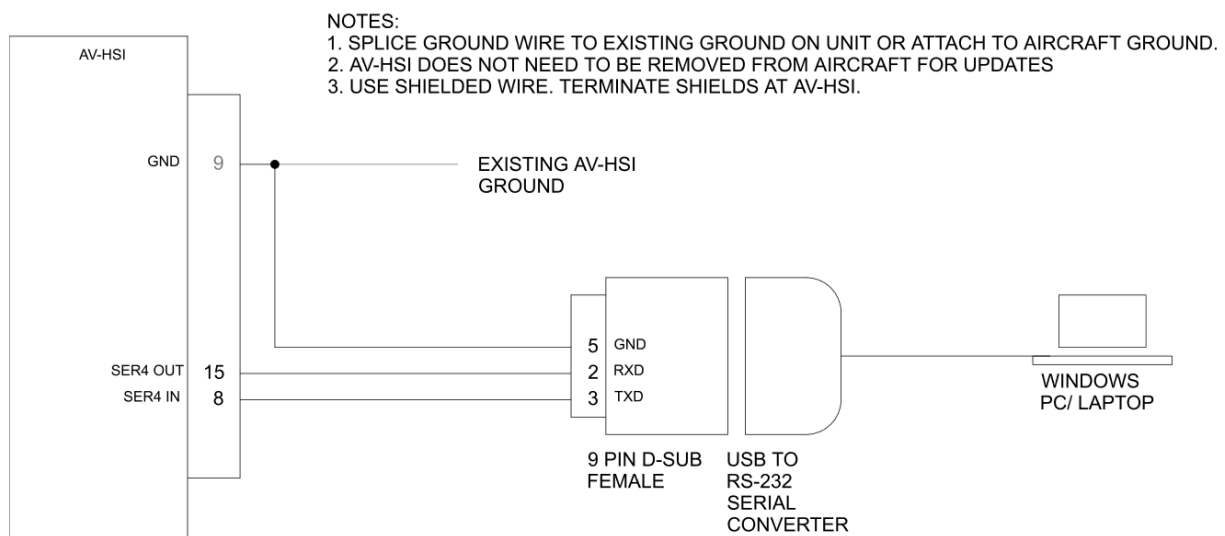 NOTES:
1. SPLICE GROUND WIRE TO EXISTING GROUND ON UNIT OR ATTACH TO AIRCRAFT GROUND.
2. AV-HSI DOES NOT NEED TO BE REMOVED FROM AIRCRAFT FOR UPDATES
3. USE SHIELDED WIRE. TERMINATE SHIELDS AT AV-HSI.
AV-HSI
GND 9
EXISTING AV-HSI
GROUND
5 GND
SER4 OUT 15
2 RXD
SER4 IN 8
3 TXD
WINDOWS
PC/ LAPTOP
9 PIN D-SUB
FEMALE
USB TO
RS-232
SERIAL
CONVERTER